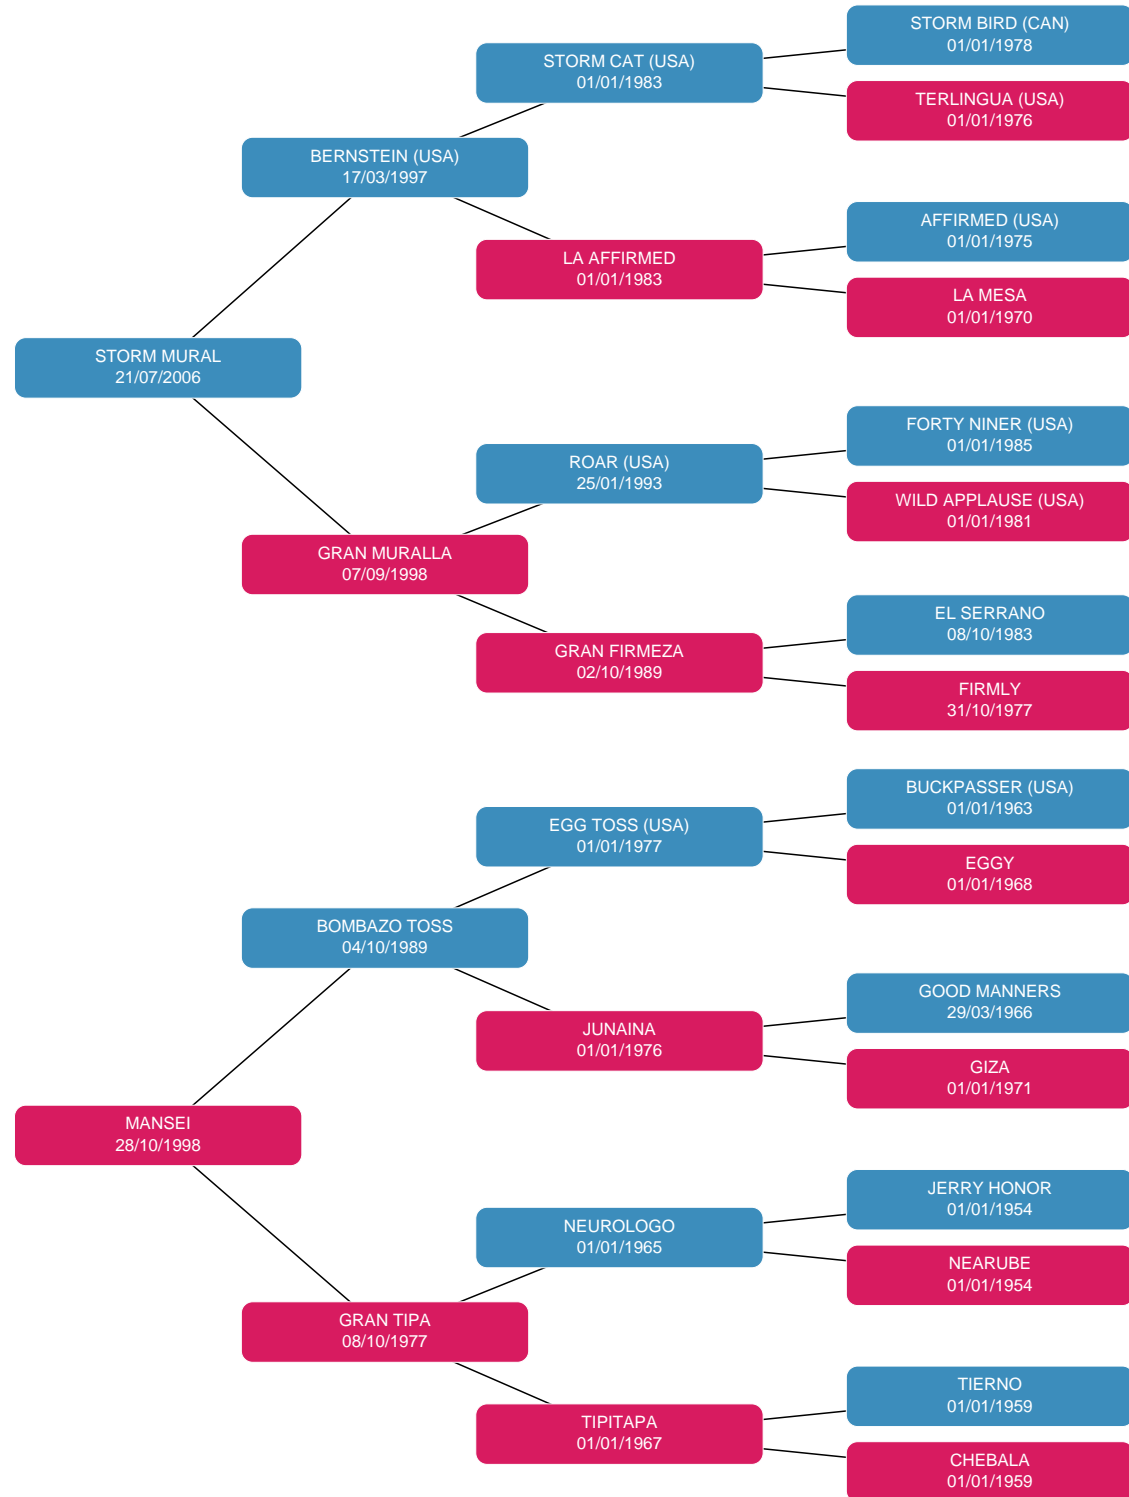 STORM BIRD (CAN)
01/01/1978
STORM CAT (USA)
01/01/1983
TERLINGUA (USA)
01/01/1976
BERNSTEIN (USA)
17/03/1997
AFFIRMED (USA)
01/01/1975
LA AFFIRMED
01/01/1983
LA MESA
01/01/1970
STORM MURAL
21/07/2006
FORTY NINER (USA)
01/01/1985
ROAR (USA)
25/01/1993
WILD APPLAUSE (USA)
01/01/1981
GRAN MURALLA
07/09/1998
EL SERRANO
08/10/1983
GRAN FIRMEZA
02/10/1989
FIRMLY
31/10/1977
BUCKPASSER (USA)
01/01/1963
EGG TOSS (USA)
01/01/1977
EGGY
01/01/1968
BOMBAZO TOSS
04/10/1989
GOOD MANNERS
29/03/1966
JUNAINA
01/01/1976
GIZA
01/01/1971
MANSEI
28/10/1998
JERRY HONOR
01/01/1954
NEUROLOGO
01/01/1965
NEARUBE
01/01/1954
GRAN TIPA
08/10/1977
TIERNO
01/01/1959
TIPITAPA
01/01/1967
CHEBALA
01/01/1959